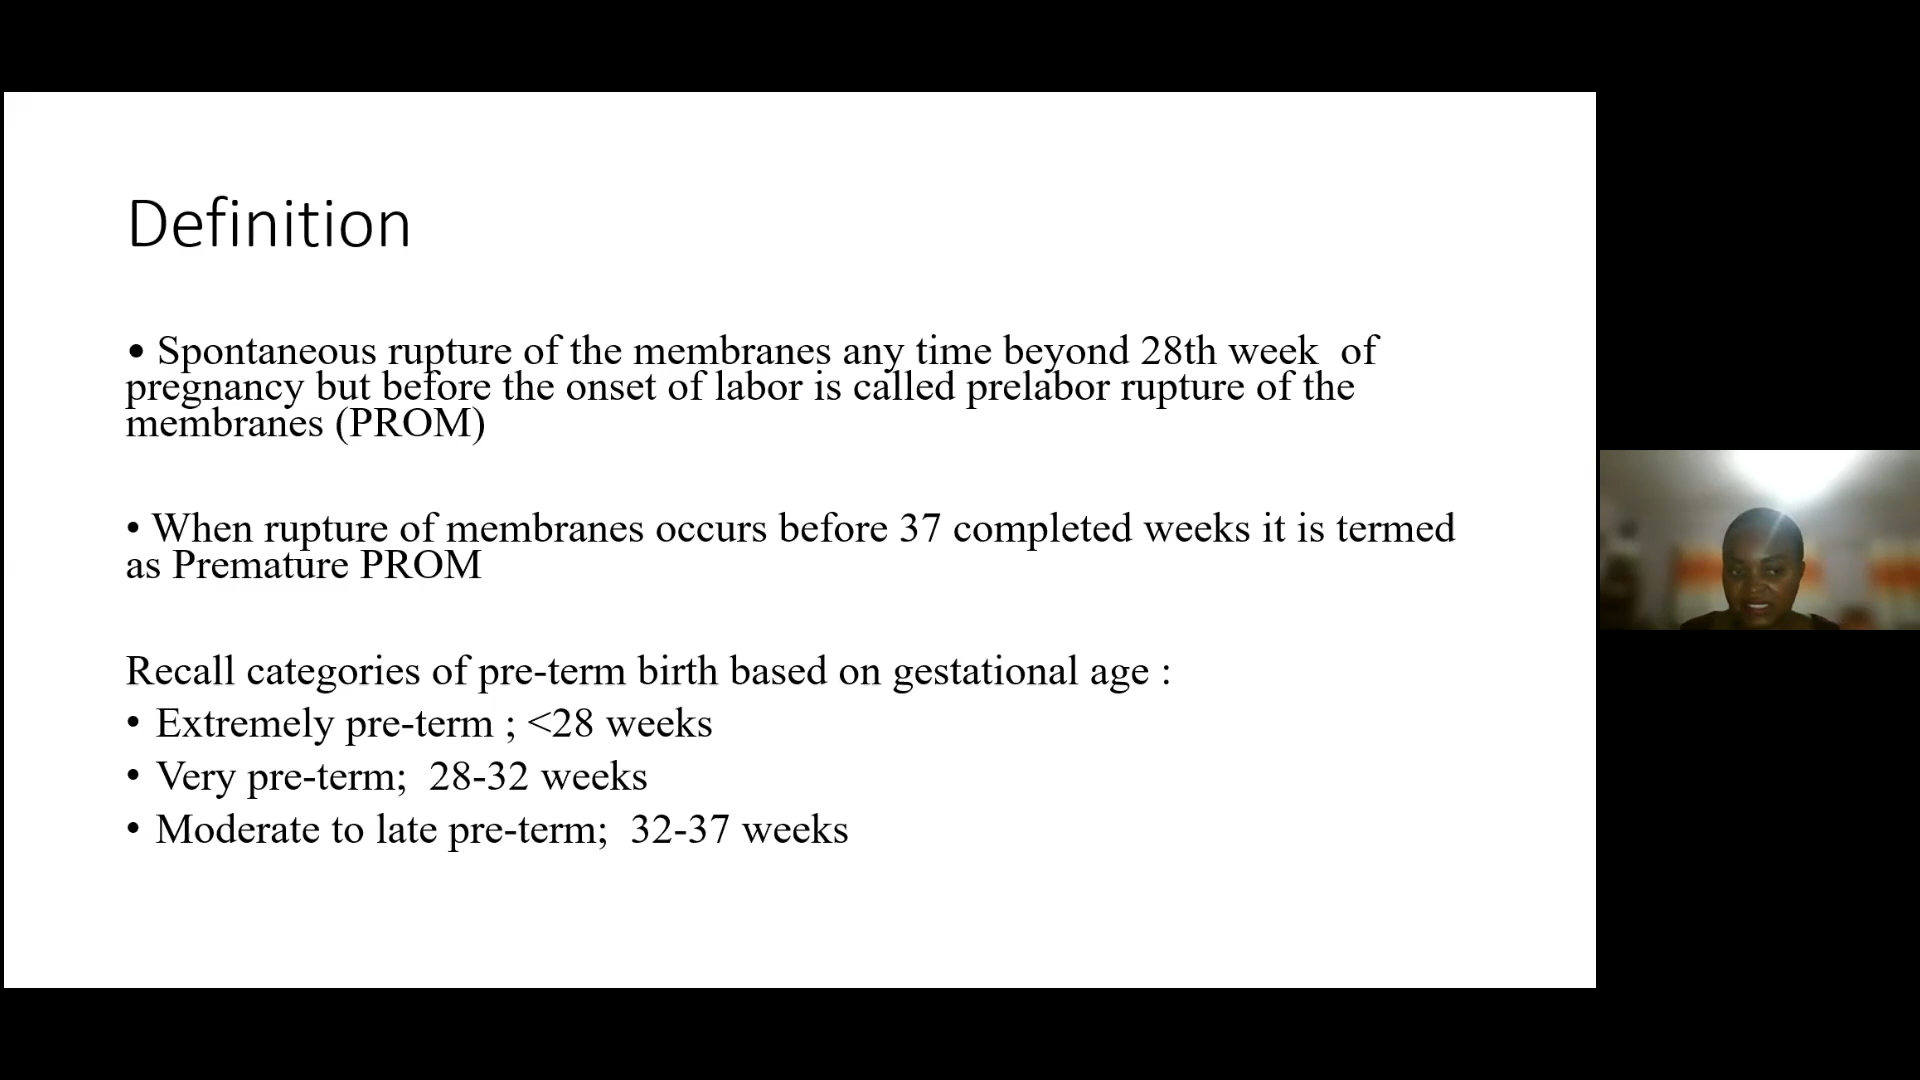 Definition
• Spontaneous rupture of the membranes any time beyond 28th week  of
pregnancy but before the onset of labor is called prelabor rupture of the
membranes (PROM)
• When rupture of membranes occurs before 37 completed weeks it is termed
as Premature PROM
Recall categories of pre-term birth based on gestational age :
• Extremely pre-term ; <28 weeks
• Very pre-term;  28-32 weeks
• Moderate to late pre-term;  32-37 weeks